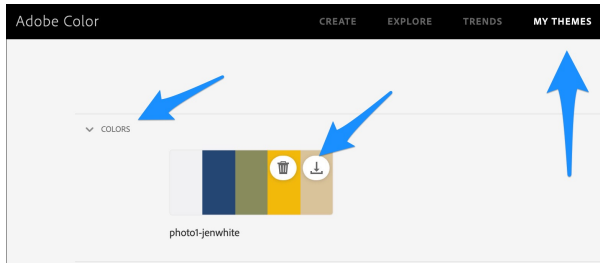 Adobe Color CREATE EXPLORE TRENDS MY THEMES
COLORS
photo1-jenwhite